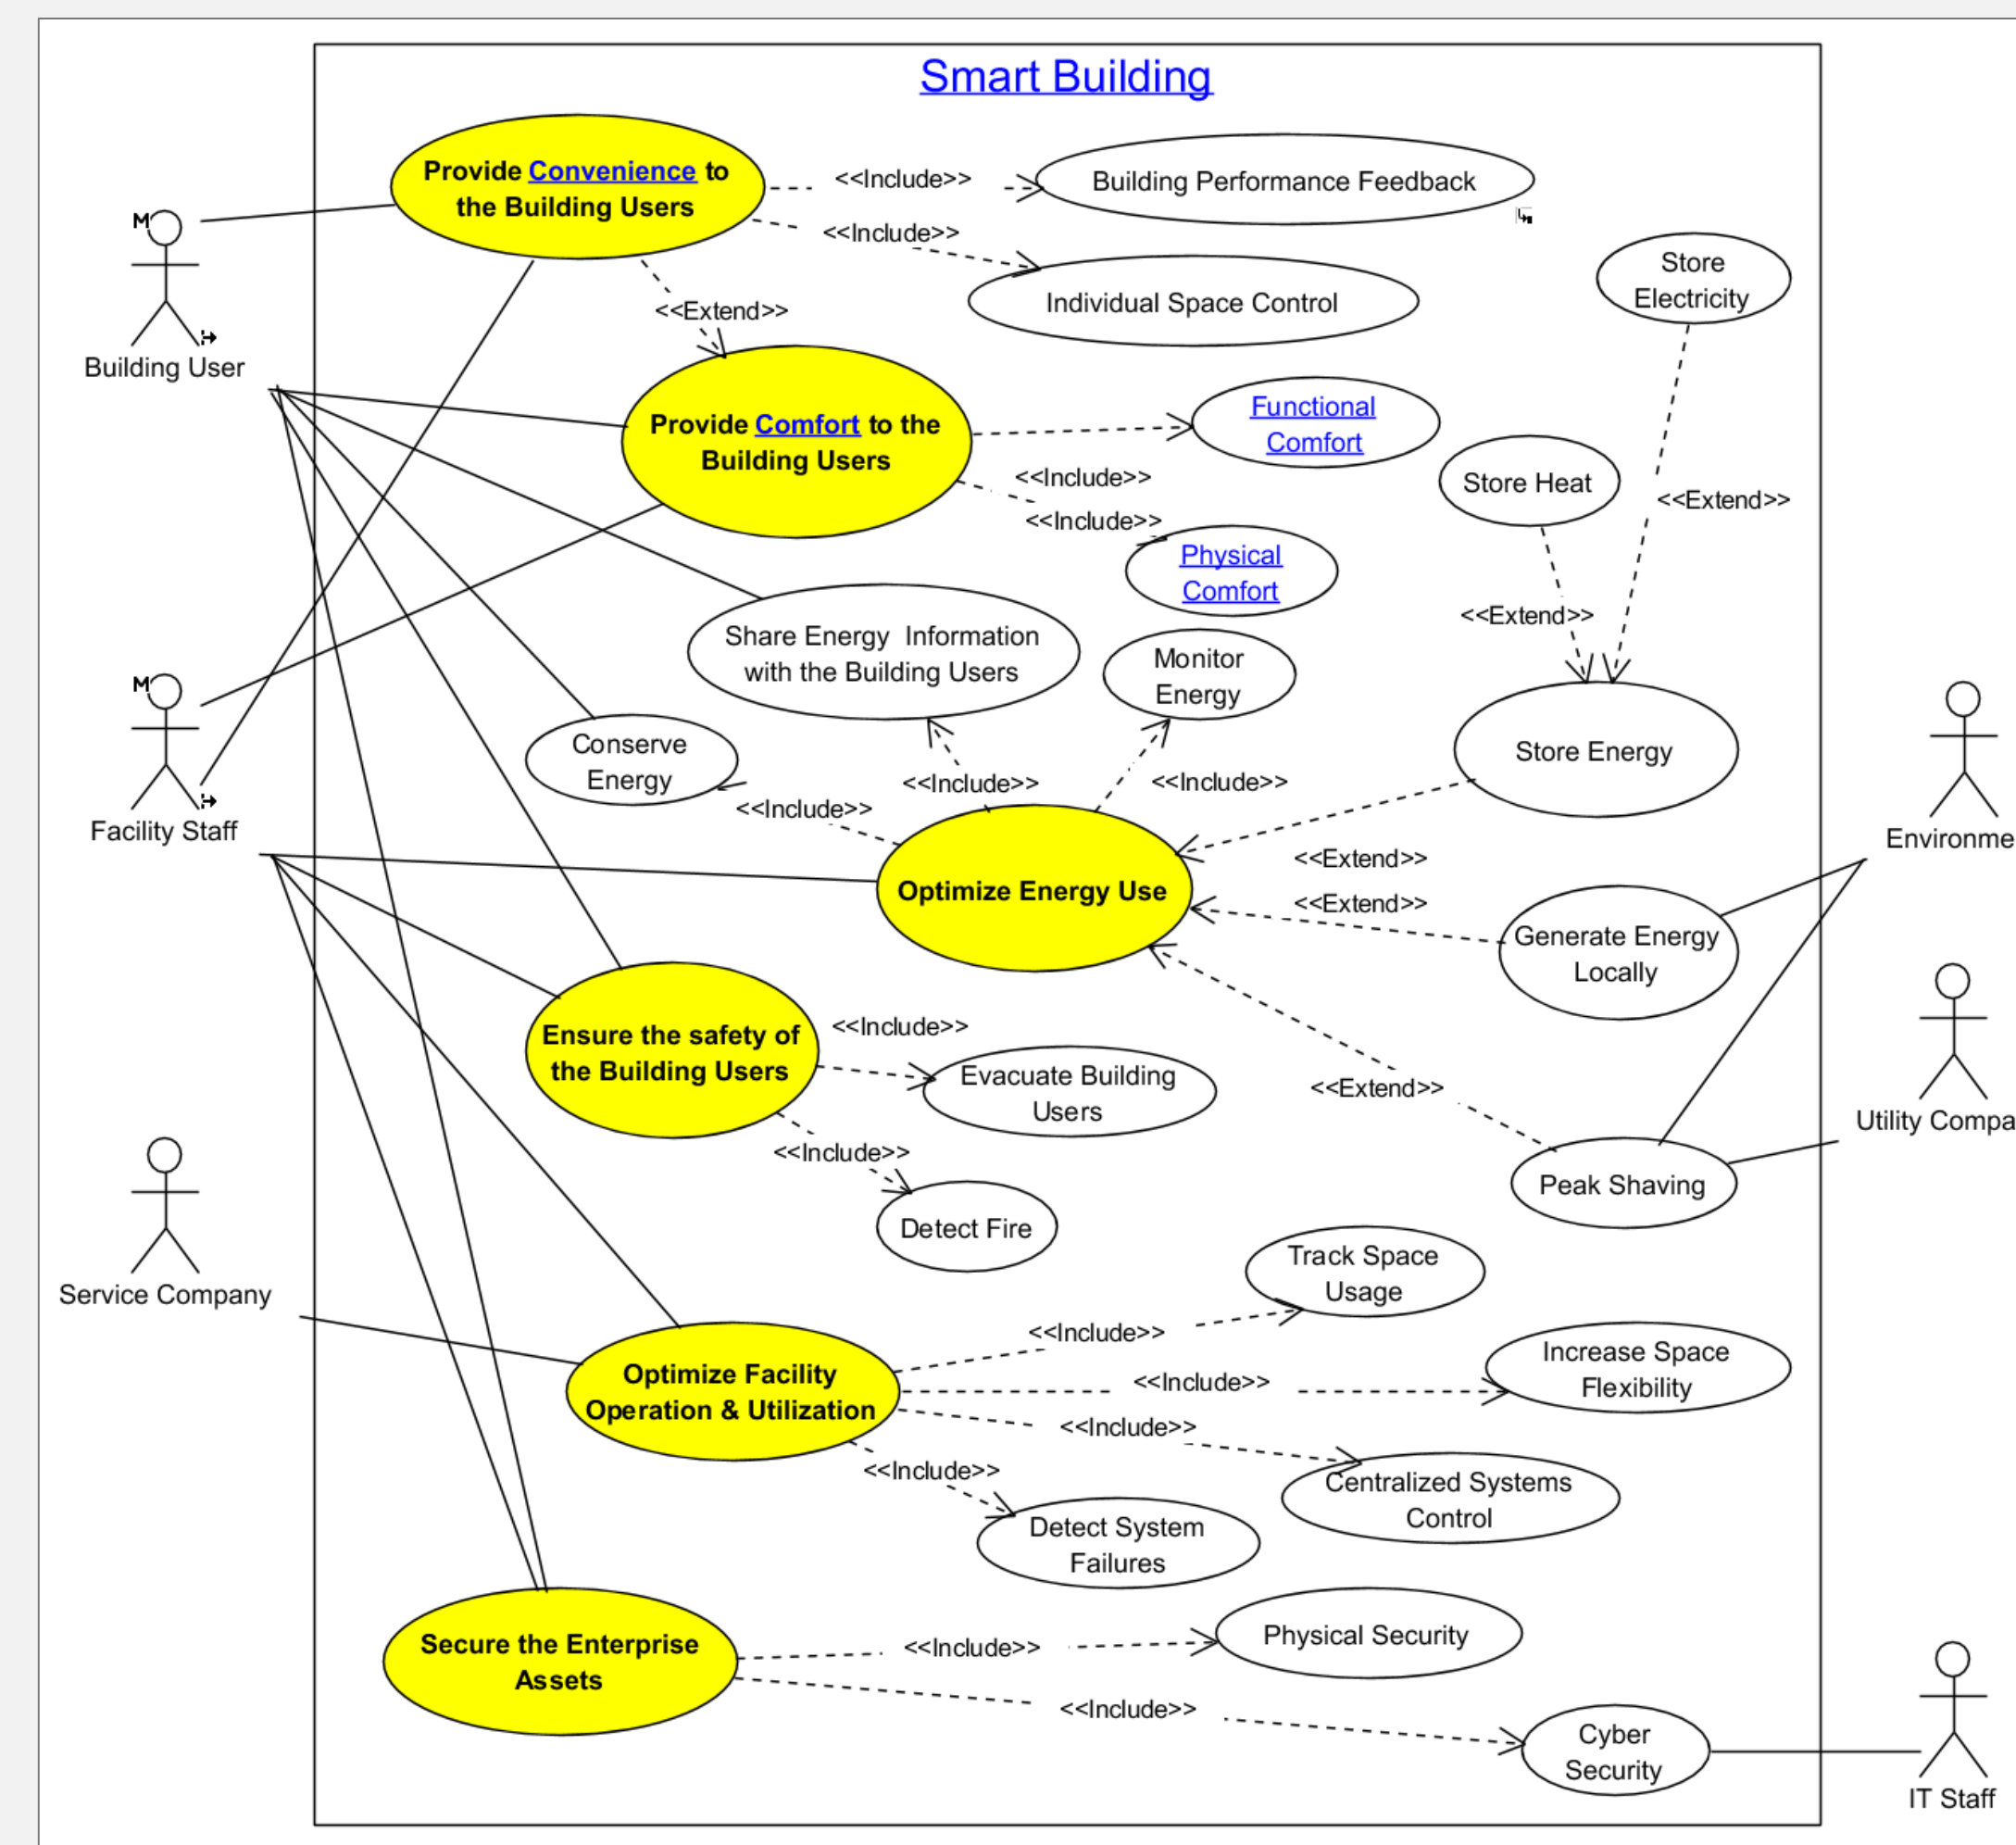 Smart Building
Provide Convenience to
the Building Users
<<Include>>
Building Performance Feedback
<<Include>>
Individual Space Control
Store
Electricity
M
Building User
<<Extend>>
Provide Comfort to the
Building Users
Functional
Comfort
<<Include>>
<<Include>>
Physical
Comfort
Store Heat
<<Extend>>
<<Extend>>
Share Energy  Information
with the Building Users
Monitor
Energy
M
Facility Staff
Conserve
Energy
<<Include>>
<<Include>>
<<Include>>
Store Energy
Environme
Optimize Energy Use
<<Extend>>
<<Extend>>
Generate Energy
Locally
Ensure the safety of
the Building Users
<<Include>>
Evacuate Building
Users
<<Extend>>
Utility Compa
<<Include>>
Detect Fire
Peak Shaving
Service Company
Track Space
Usage
<<Include>>
Optimize Facility
Operation & Utilization
<<Include>>
Increase Space
Flexibility
<<Include>>
Centralized Systems
Control
<<Include>>
Detect System
Failures
Secure the Enterprise
Assets
<<Include>>
Physical Security
<<Include>>
Cyber
Security
IT Staff